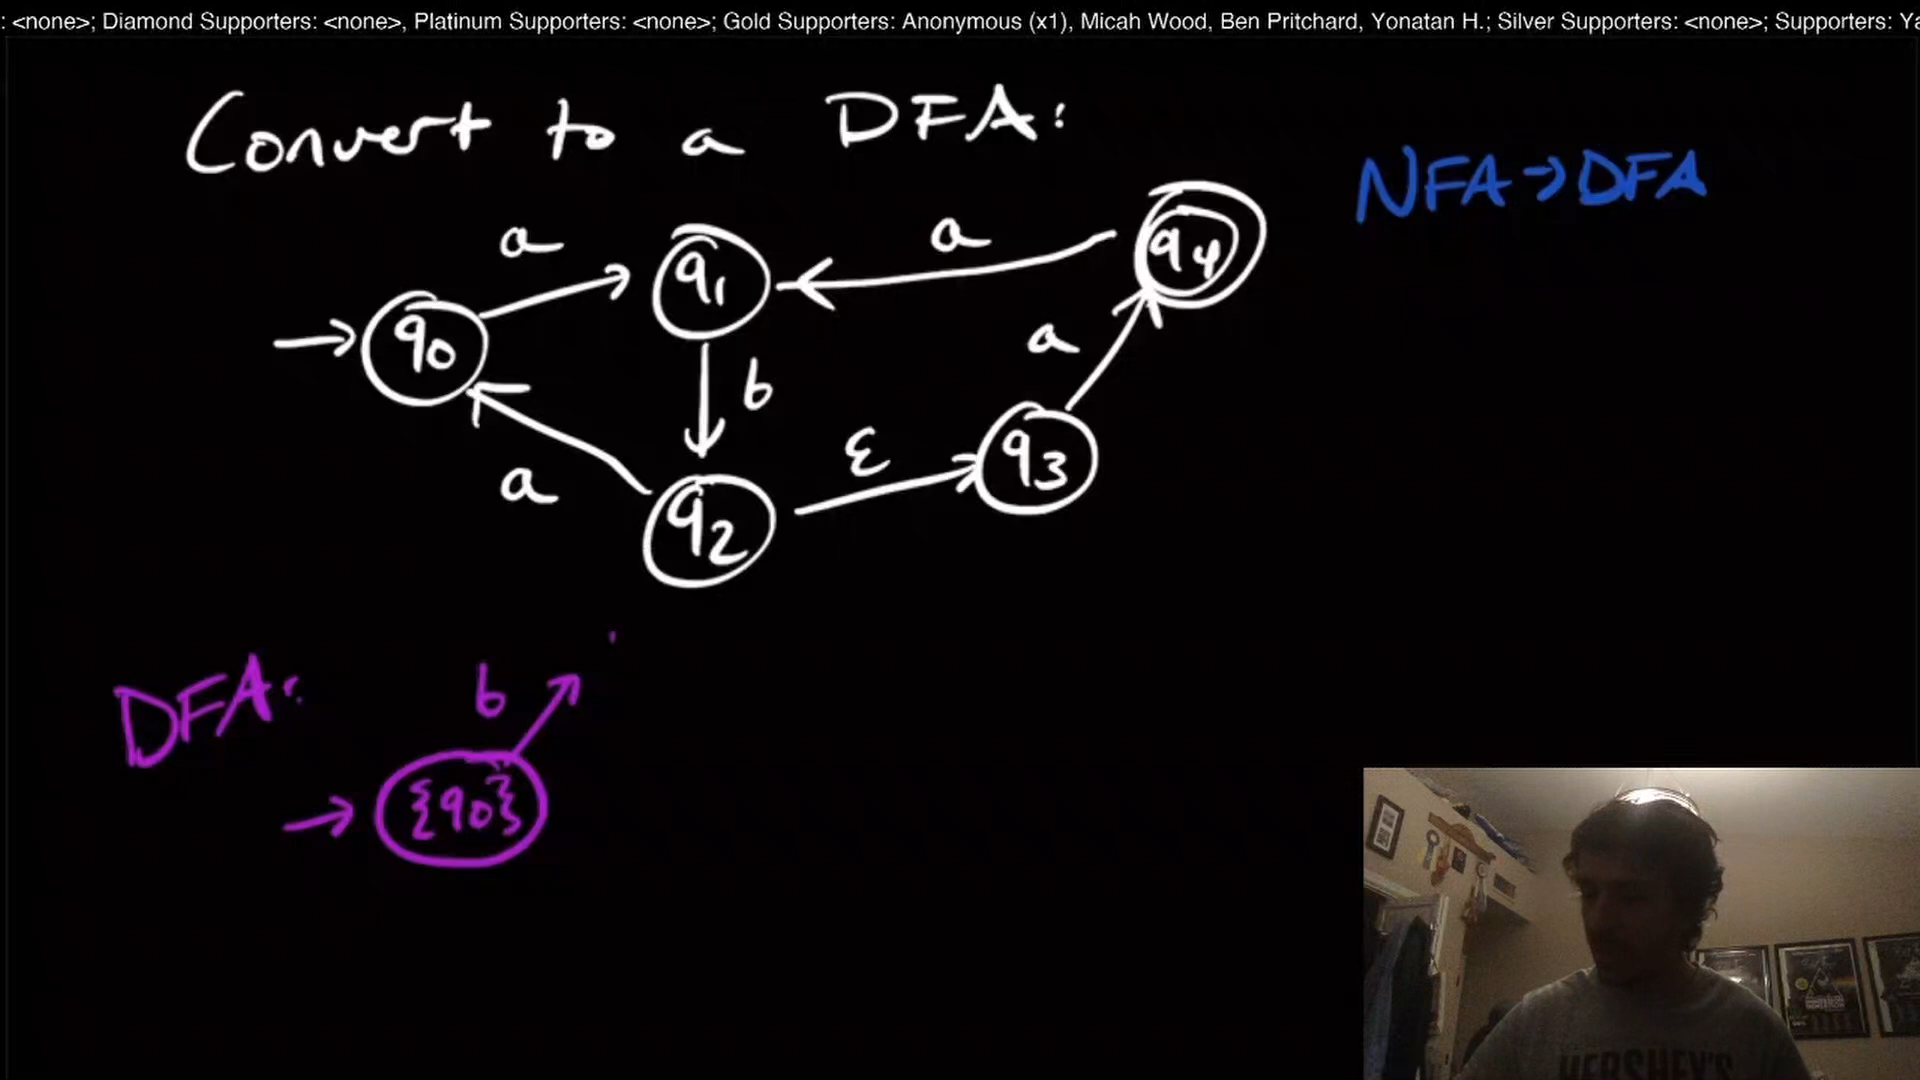 : <none>; Diamond Supporters: <none>, Platinum Supporters: <none>; Gold Supporters: Anonymous (x1), Micah Wood, Ben Pritchard, Yonatan H.; Silver Supporters: <none>; Supporters: Ya
Convert to a DFA:
NFA → DFA
a
a
q4
q1
q0
a
b
ε
q3
a
q2
DFA:
b
{q0}
HERSHEY'S